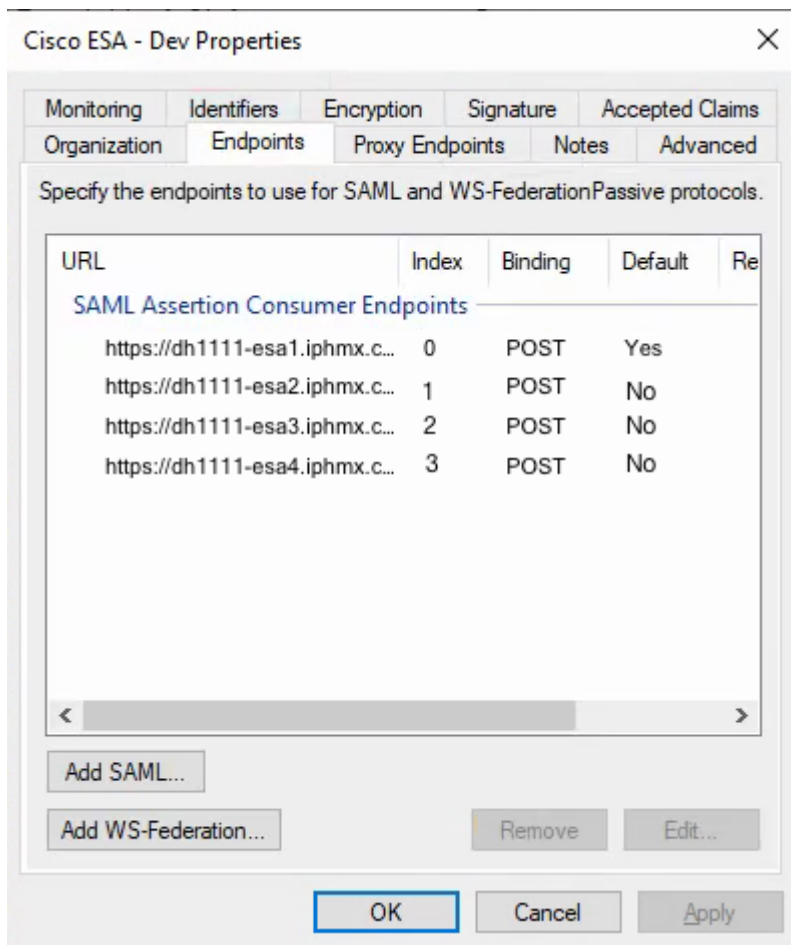 Cisco ESA - Dev Properties
Monitoring Identifiers Encryption Signature Accepted Claims
Organization Endpoints Proxy Endpoints Notes Advanced
Specify the endpoints to use for SAML and WS-FederationPassive protocols.
URL Index Binding Default Re
SAML Assertion Consumer Endpoints
https://dh1111-esa1.iphmx.c... 0 POST Yes
https://dh1111-esa2.iphmx.c... 1 POST No
https://dh1111-esa3.iphmx.c... 2 POST No
https://dh1111-esa4.iphmx.c... 3 POST No
Add SAML...
Add WS-Federation... Remove Edit...
OK Cancel Apply